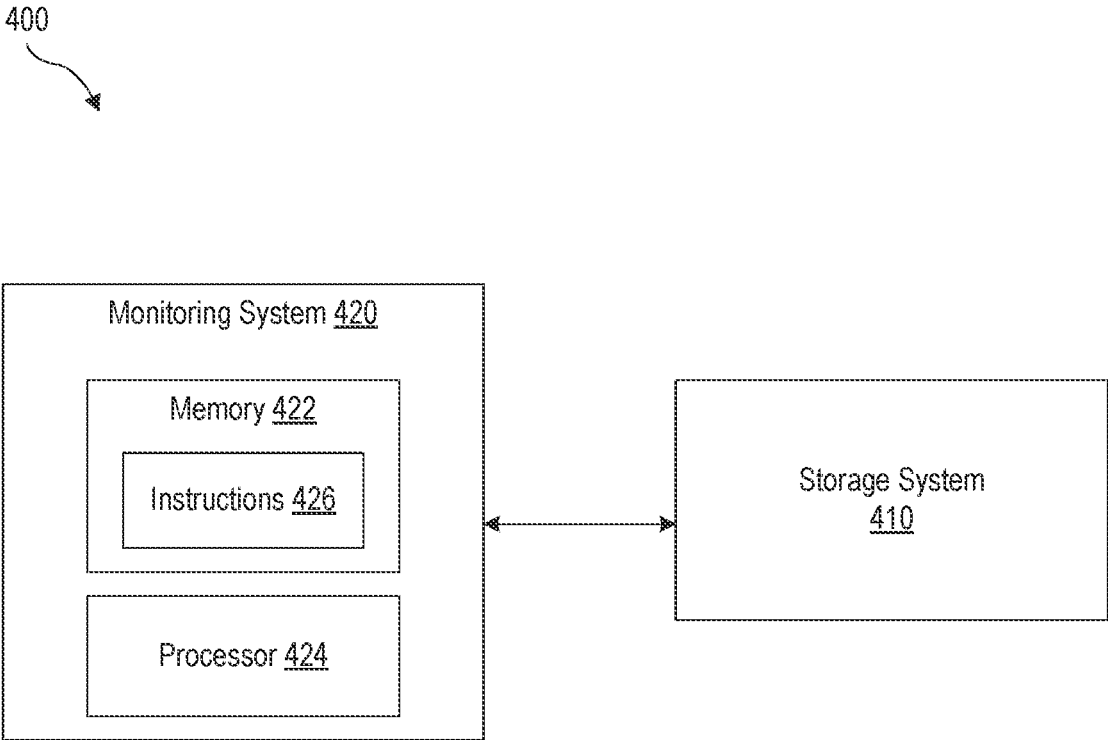 400
Monitoring System 420
Memory 422
Instructions 426
Processor 424
Storage System
410